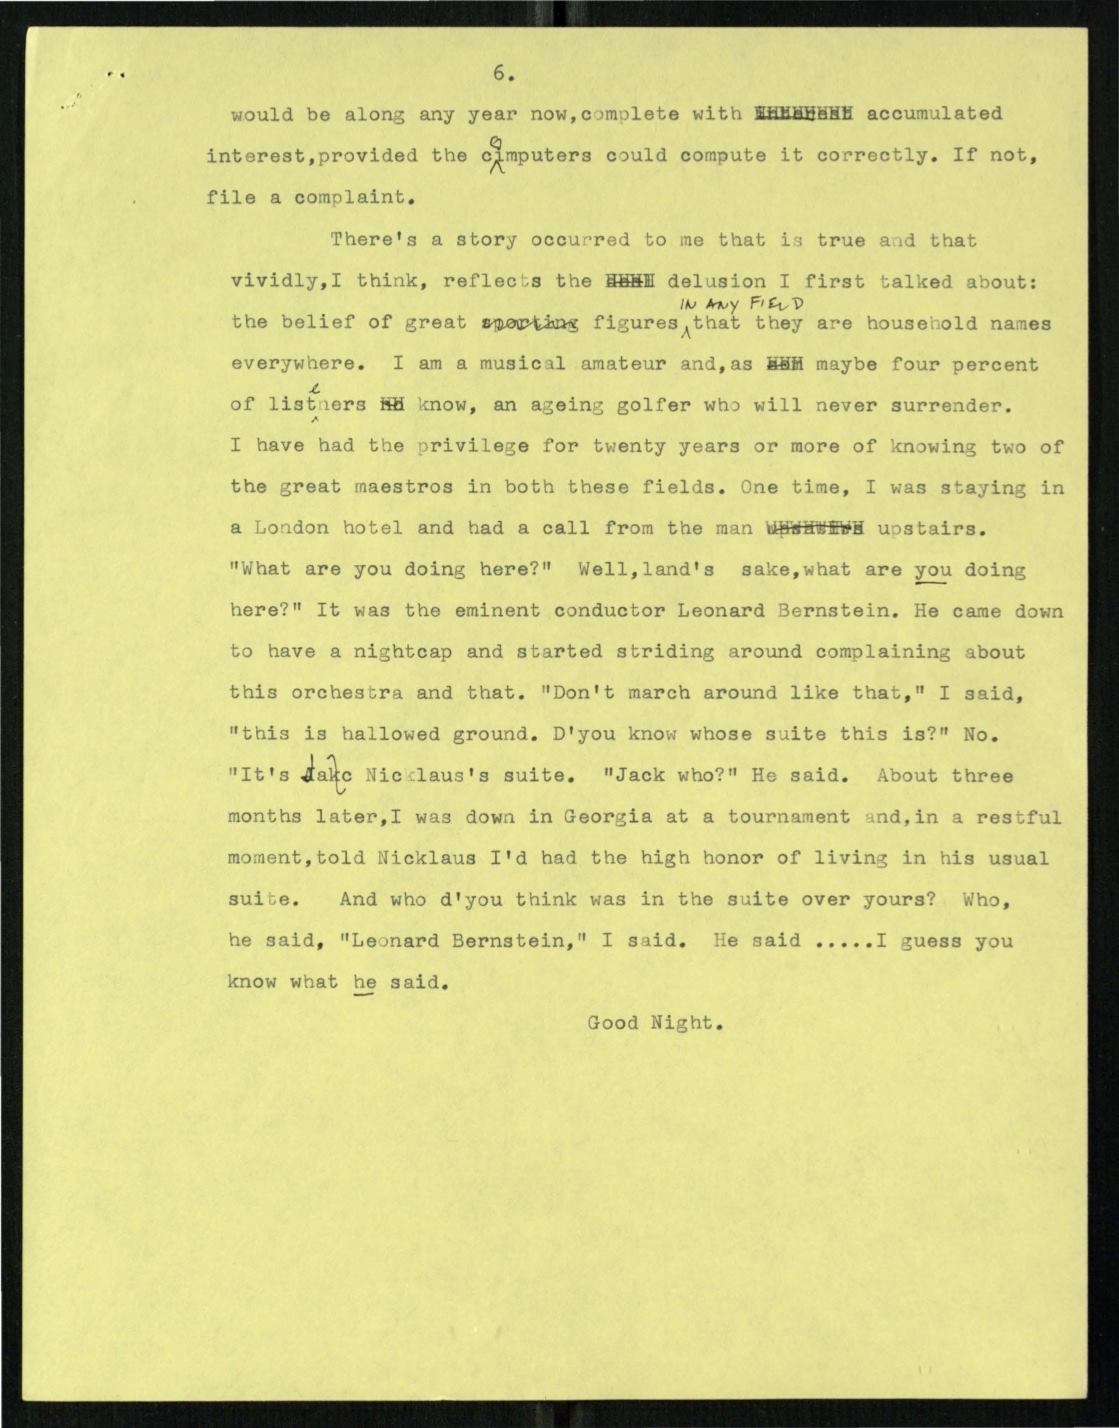 6.
would be along any year now,complete with accumulated
interest,provided the computers could compute it correctly. If not,
file a complaint.
There's a story occurred to me that is true and that
vividly,I think, reflects the delusion I first talked about:
IN ANY FIELD
the belief of great sporting figures that they are household names
everywhere.  I am a musical amateur and,as maybe four percent
of listeners know, an ageing golfer who will never surrender.
I have had the privilege for twenty years or more of knowing two of
the great maestros in both these fields. One time, I was staying in
a London hotel and had a call from the man upstairs.
"What are you doing here?"  Well,land's  sake,what are you doing
here?" It was the eminent conductor Leonard Bernstein. He came down
to have a nightcap and started striding around complaining about
this orchestra and that. "Don't march around like that," I said,
"this is hallowed ground. D'you know whose suite this is?" No.
"It's Jack Nicklaus's suite.  "Jack who?" He said.  About three
months later,I was down in Georgia at a tournament and,in a restful
moment,told Nicklaus I'd had the high honor of living in his usual
suite.   And who d'you think was in the suite over yours?  Who,
he said, "Leonard Bernstein," I said.  He said .....I guess you
know what he said.
Good Night.